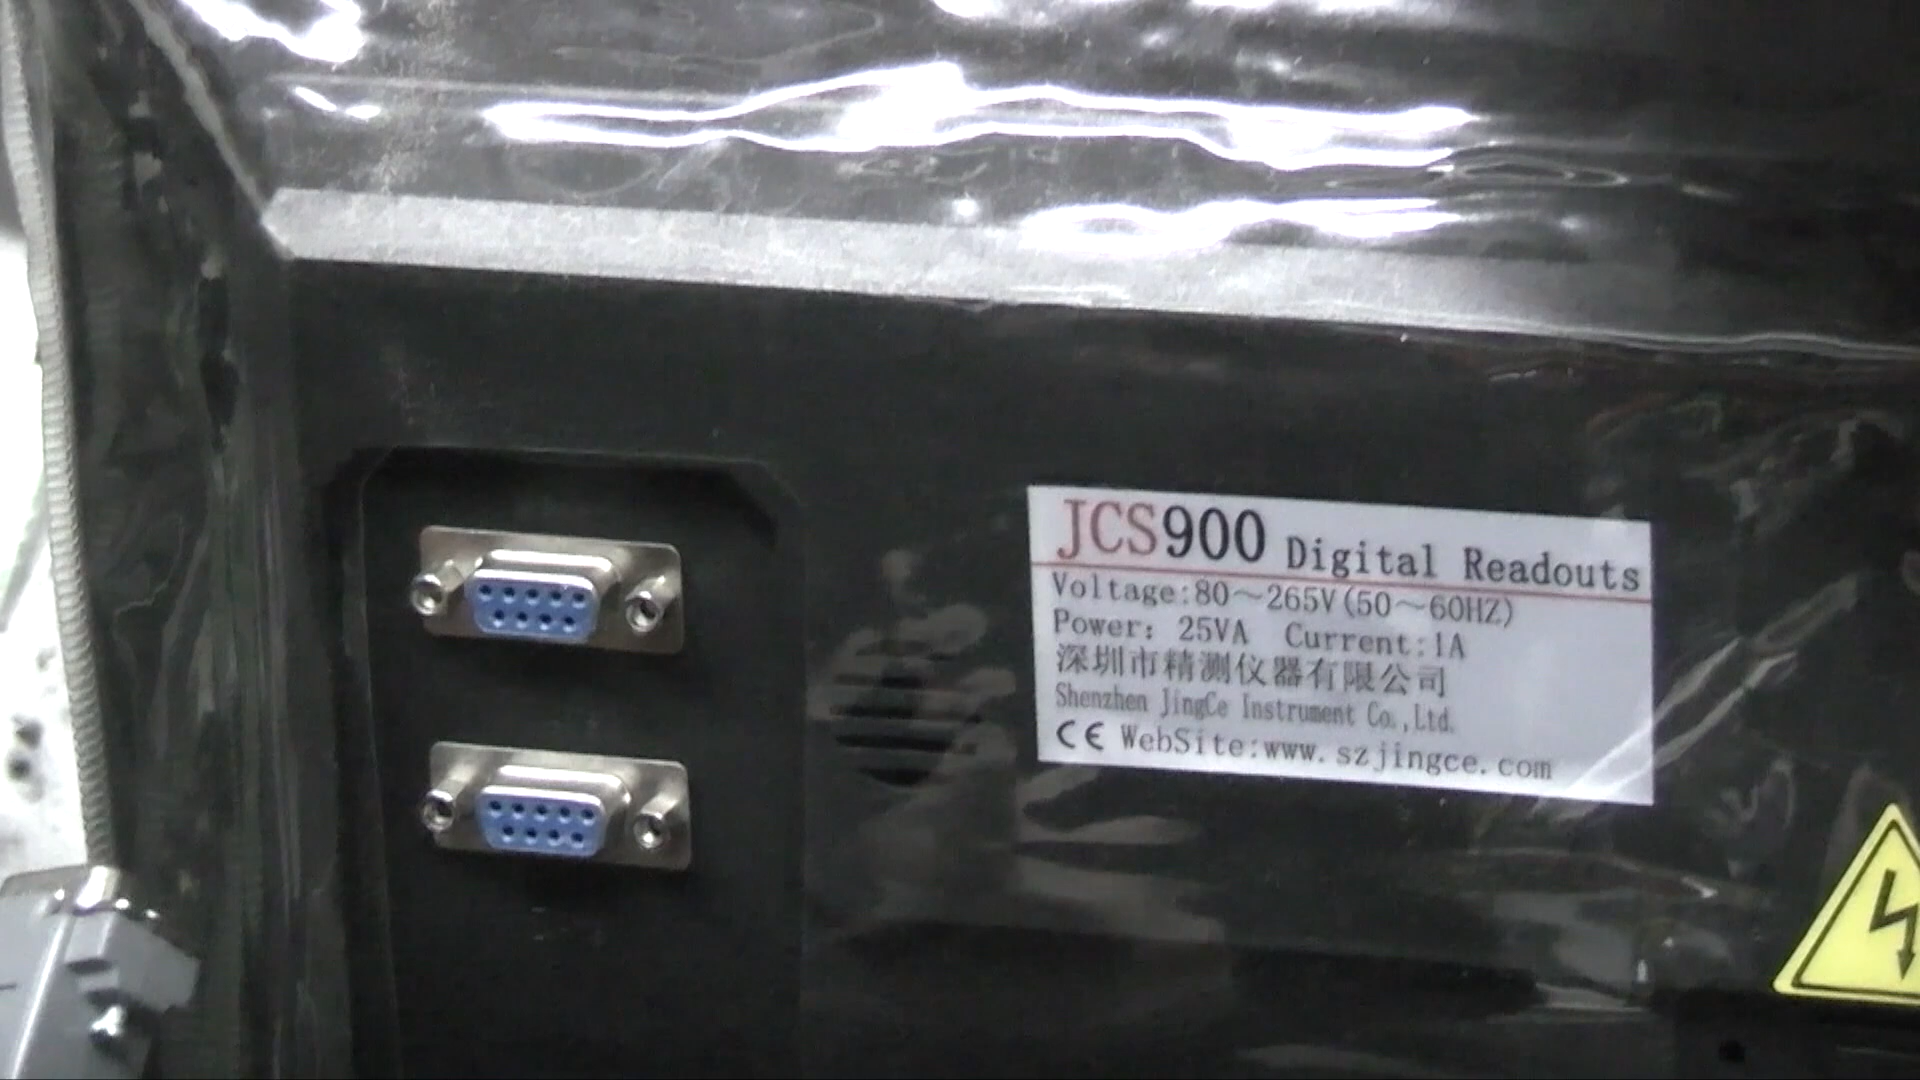 JCS900 Digital Readouts
Voltage:80～265V(50～60HZ)
Power: 25VA Current:1A
深圳市精测仪器有限公司
Shenzhen JingCe Instrument Co.,Ltd.
CE WebSite:www.szjingce.com